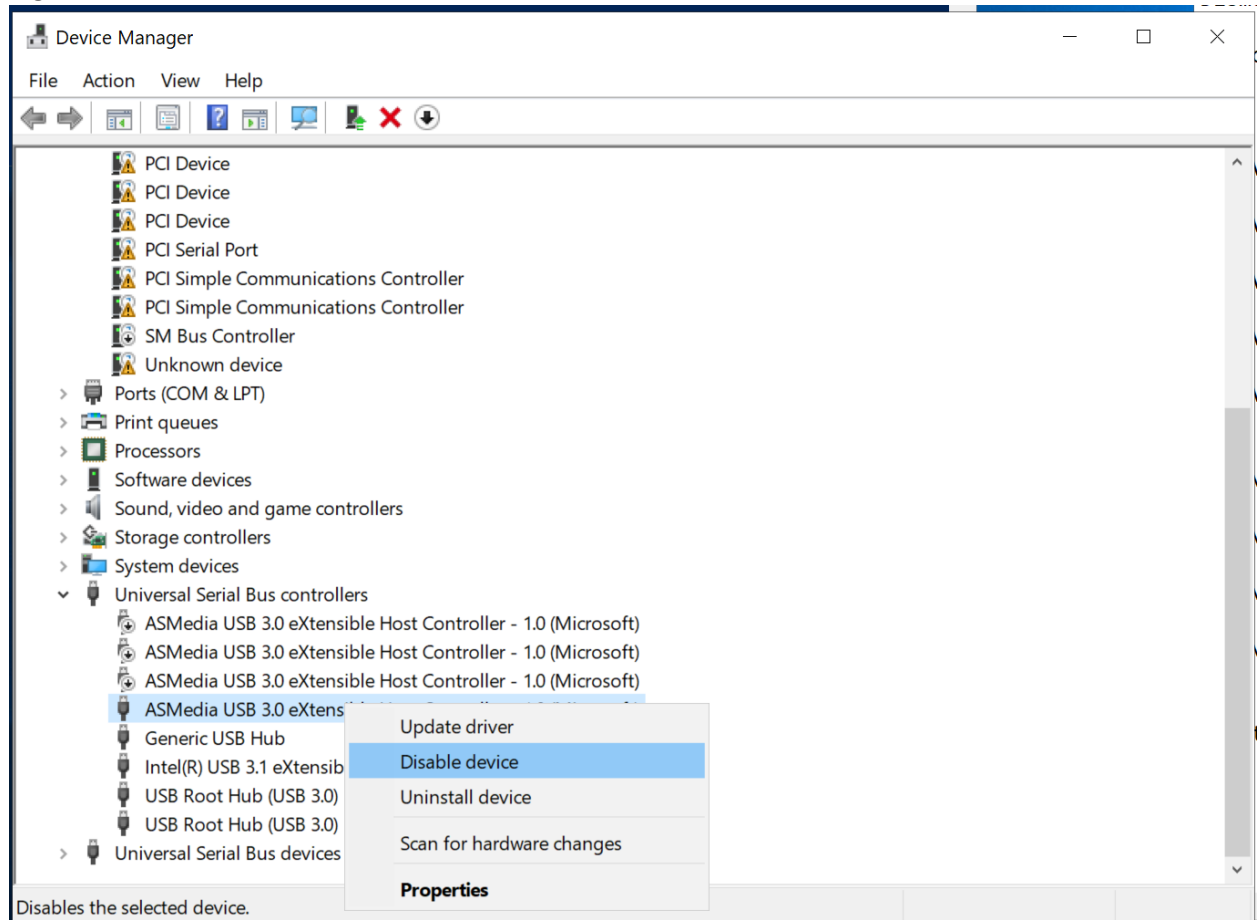 Device Manager
File Action View Help
PCI Device
PCI Device
PCI Device
PCI Serial Port
PCI Simple Communications Controller
PCI Simple Communications Controller
SM Bus Controller
Unknown device
Ports (COM & LPT)
Print queues
Processors
Software devices
Sound, video and game controllers
Storage controllers
System devices
Universal Serial Bus controllers
ASMedia USB 3.0 eXtensible Host Controller - 1.0 (Microsoft)
ASMedia USB 3.0 eXtensible Host Controller - 1.0 (Microsoft)
ASMedia USB 3.0 eXtensible Host Controller - 1.0 (Microsoft)
ASMedia USB 3.0 eXtens
Generic USB Hub
Intel(R) USB 3.1 eXtensib
USB Root Hub (USB 3.0)
USB Root Hub (USB 3.0)
Universal Serial Bus devices
Update driver
Disable device
Uninstall device
Scan for hardware changes
Properties
Disables the selected device.